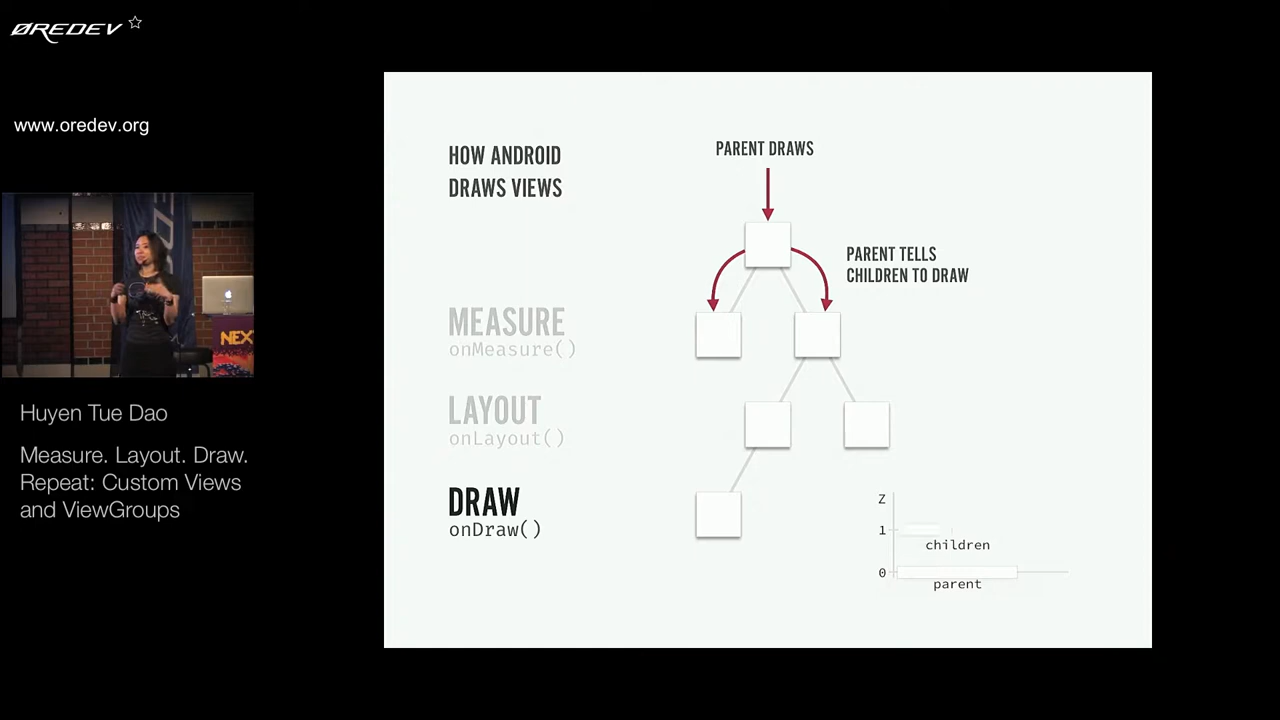 ØREDEV
www.oredev.org
NEXT
Huyen Tue Dao
Measure. Layout. Draw.
Repeat: Custom Views
and ViewGroups
HOW ANDROID
DRAWS VIEWS
MEASURE
onMeasure()
LAYOUT
onLayout()
DRAW
onDraw()
PARENT DRAWS
PARENT TELLS
CHILDREN TO DRAW
Z
1
children
0
parent